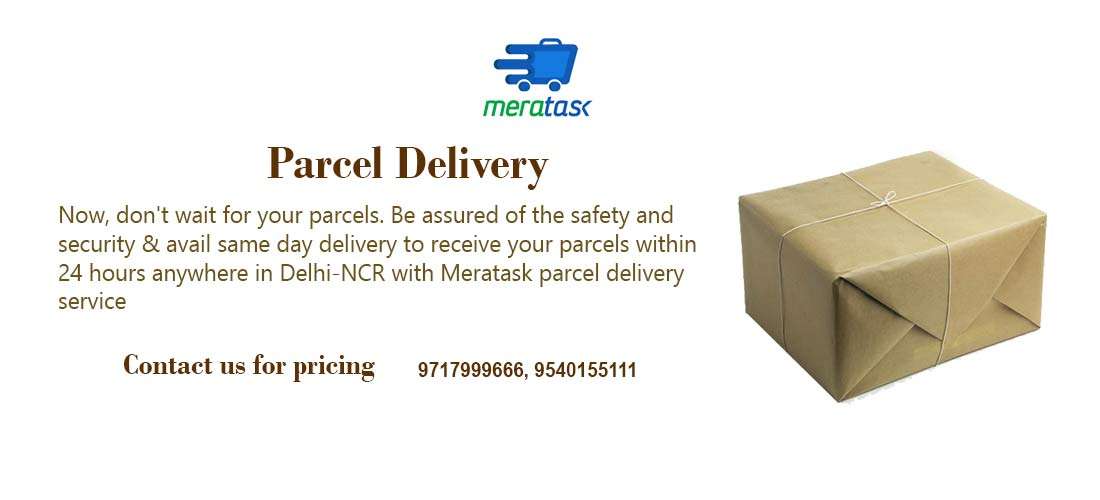 meratask
Parcel Delivery
Now, don't wait for your parcels. Be assured of the safety and
security & avail same day delivery to receive your parcels within
24 hours anywhere in Delhi-NCR with Meratask parcel delivery
service
Contact us for pricing 9717999666, 9540155111